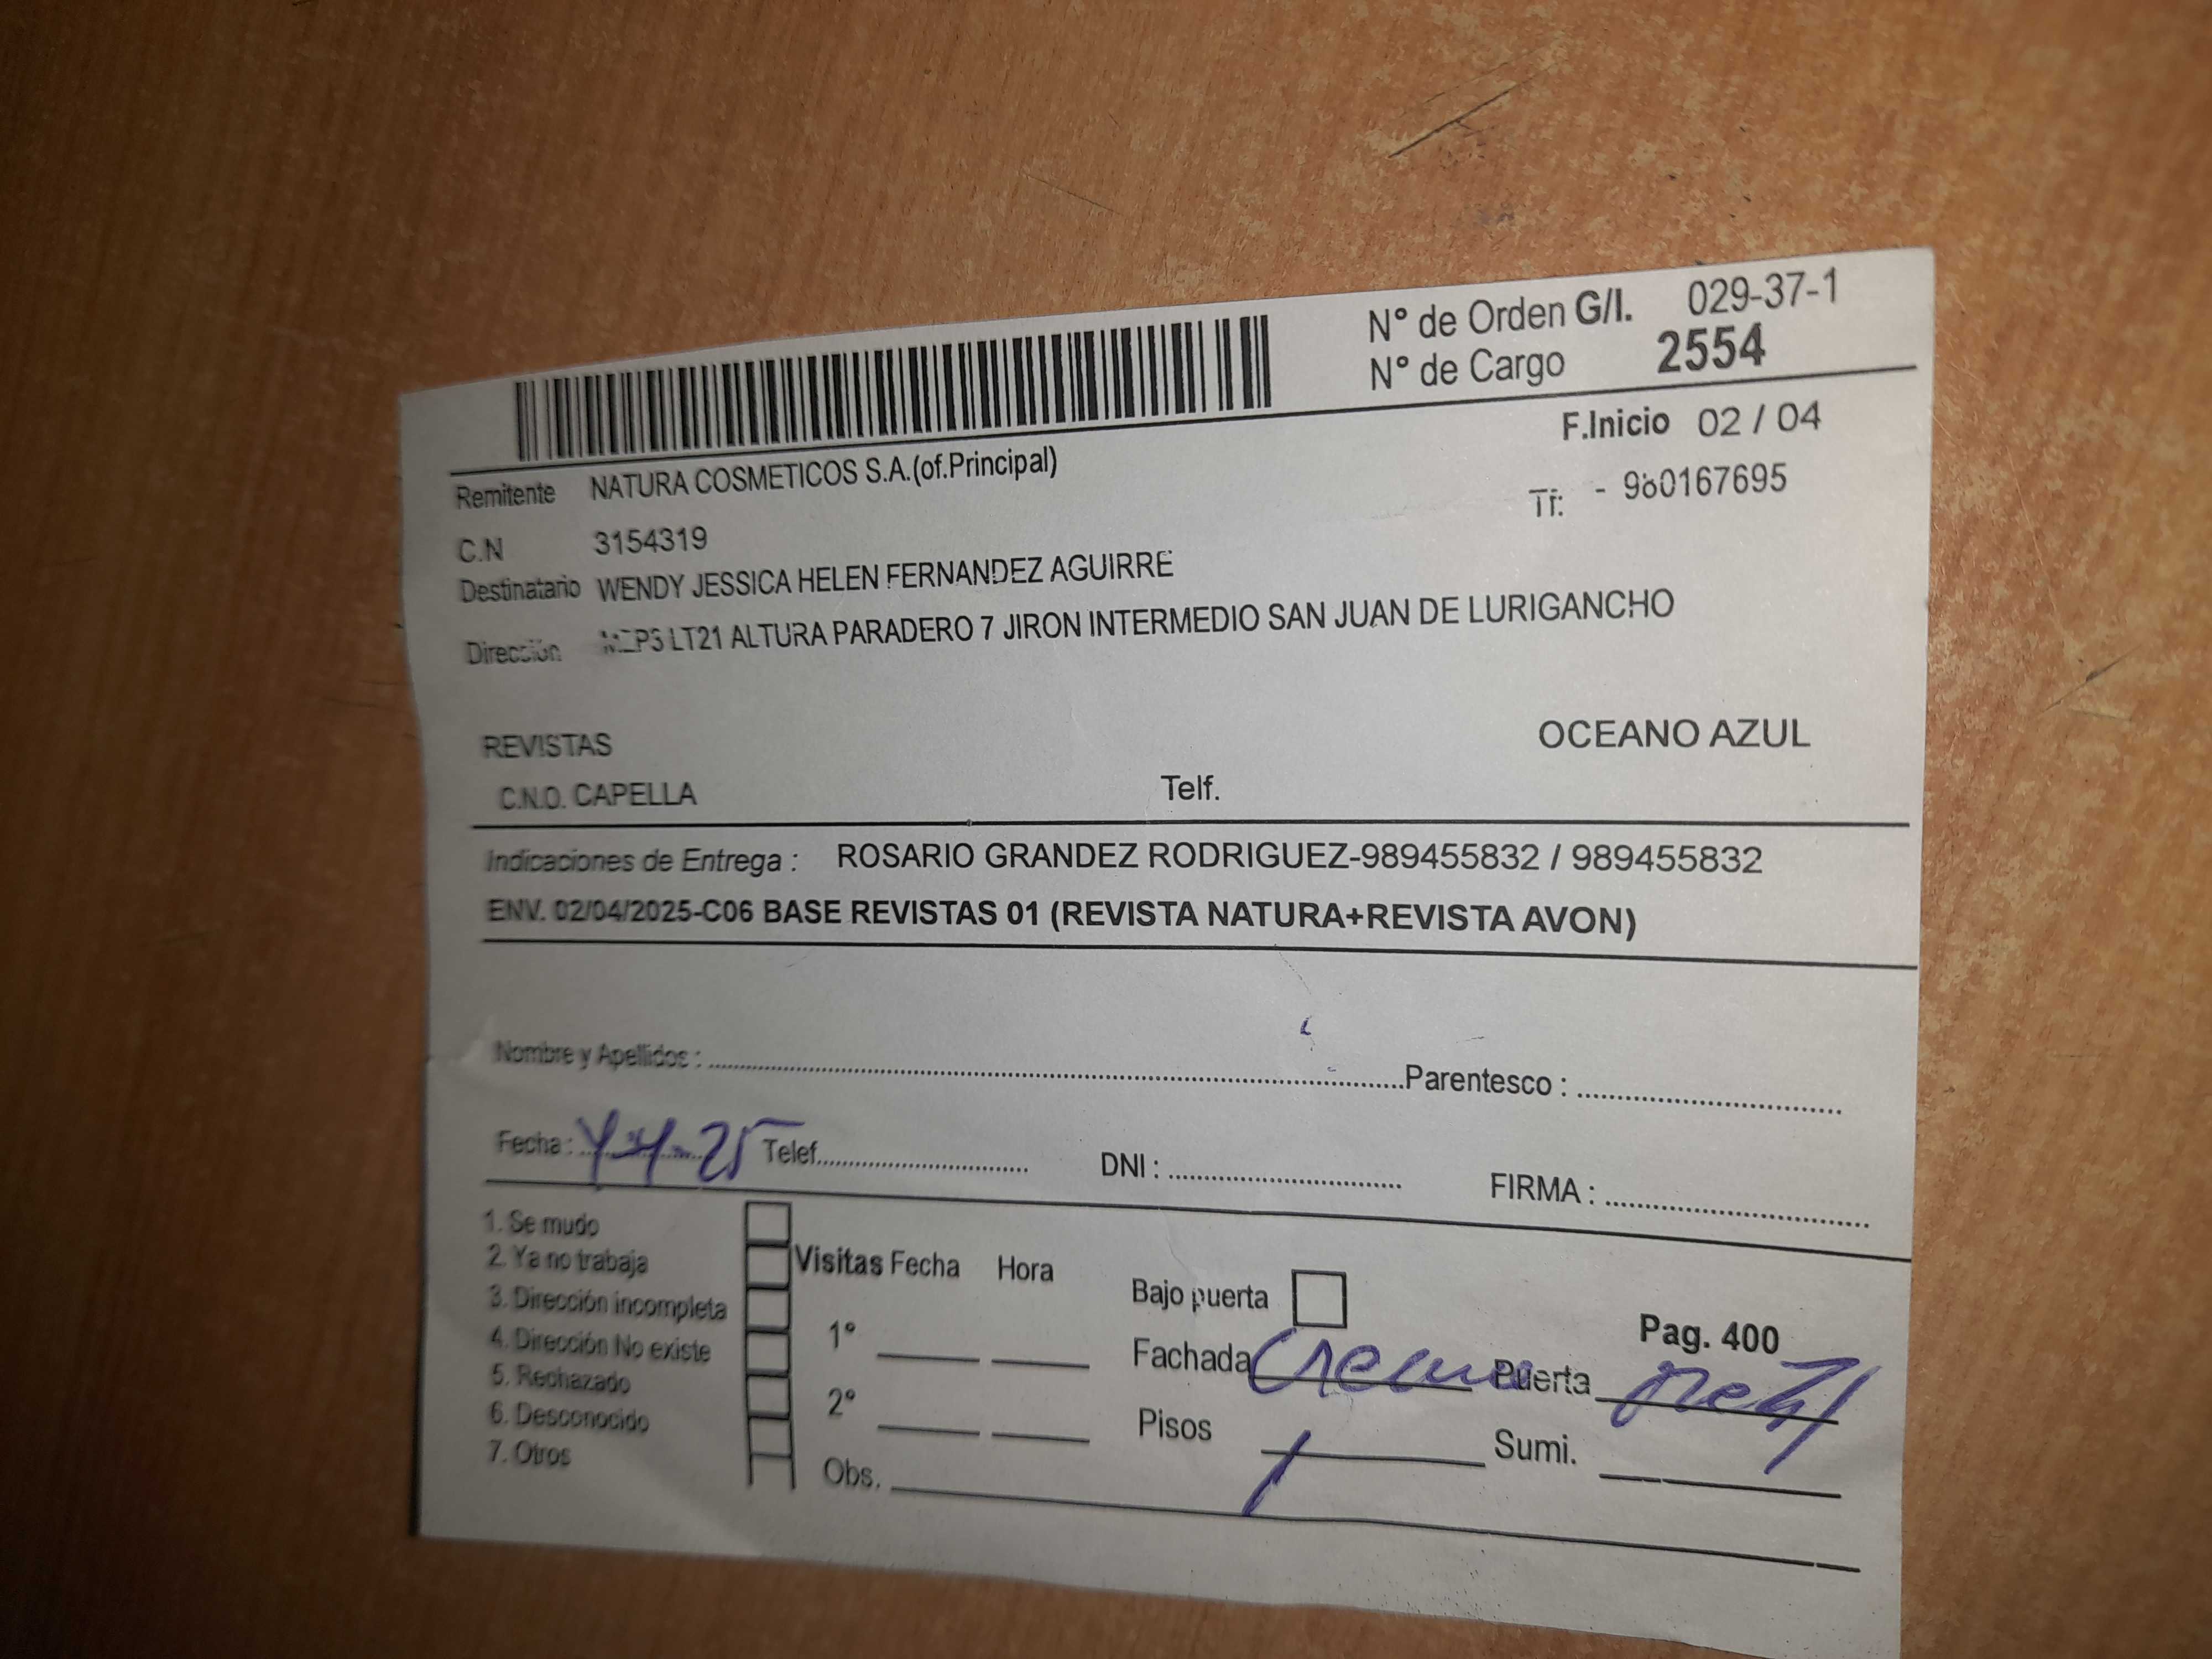 N° de Orden G/I. 029-37-1
N° de Cargo 2554
F.Inicio 02 / 04
Remitente NATURA COSMETICOS S.A.(of.Principal)
Tf: - 980167695
C.N 3154319
Destinatario WENDY JESSICA HELEN FERNANDEZ AGUIRRE
Dirección LT21 ALTURA PARADERO 7 JIRON INTERMEDIO SAN JUAN DE LURIGANCHO
REVISTAS OCEANO AZUL
C.N.O. CAPELLA Telf.
Indicaciones de Entrega : ROSARIO GRANDEZ RODRIGUEZ-989455832 / 989455832
ENV. 02/04/2025-C06 BASE REVISTAS 01 (REVISTA NATURA+REVISTA AVON)
Nombre y Apellidos : Parentesco :
Fecha : 4-4-25 Telef. DNI : FIRMA :
1. Se mudo
2. Ya no trabaja
3. Dirección incompleta
4. Dirección No existe
5. Rechazado
6. Desconocido
7. Otros
Visitas Fecha Hora
1°
2°
Obs.
Bajo puerta
Pag. 400
Fachada Crema Puerta
Pisos 1 Sumi.